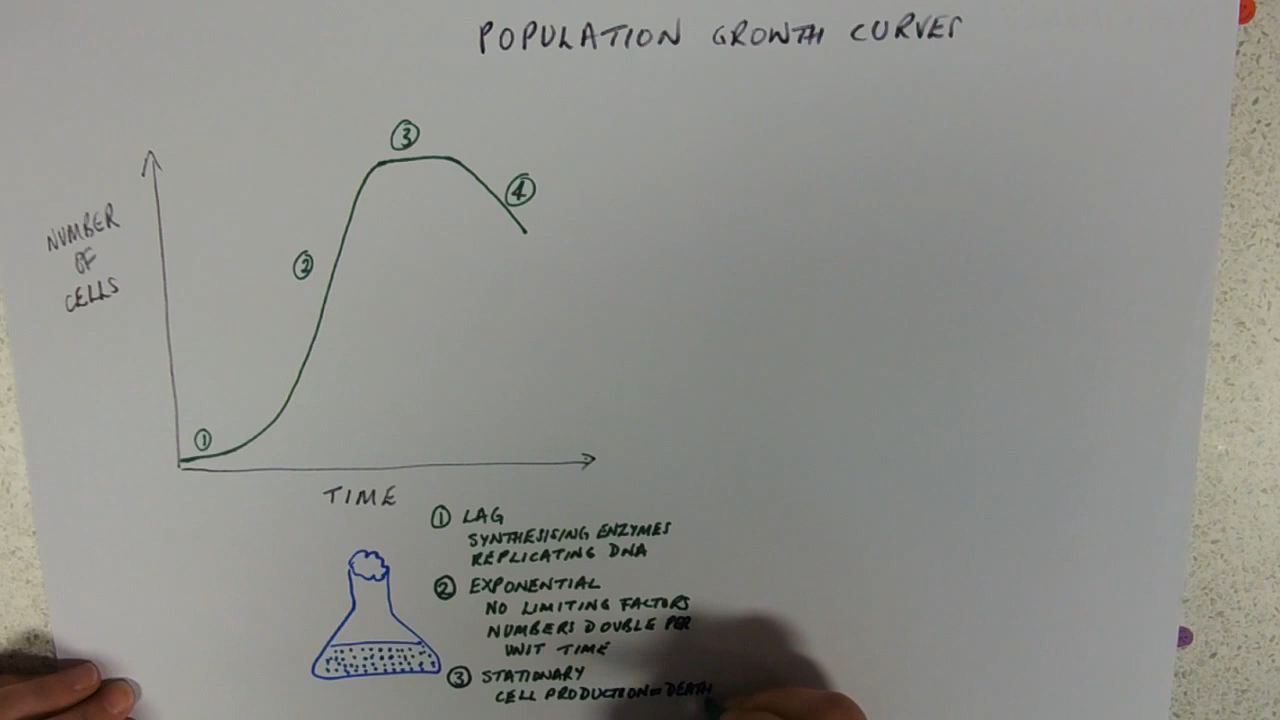 POPULATION GROWTH CURVES
③
④
NUMBER
OF
CELLS
②
①
TIME
① LAG
SYNTHESISING ENZYMES
REPLICATING DNA
② EXPONENTIAL
NO LIMITING FACTORS
NUMBERS DOUBLE PER
UNIT TIME
③ STATIONARY
CELL PRODUCTION = DEATH